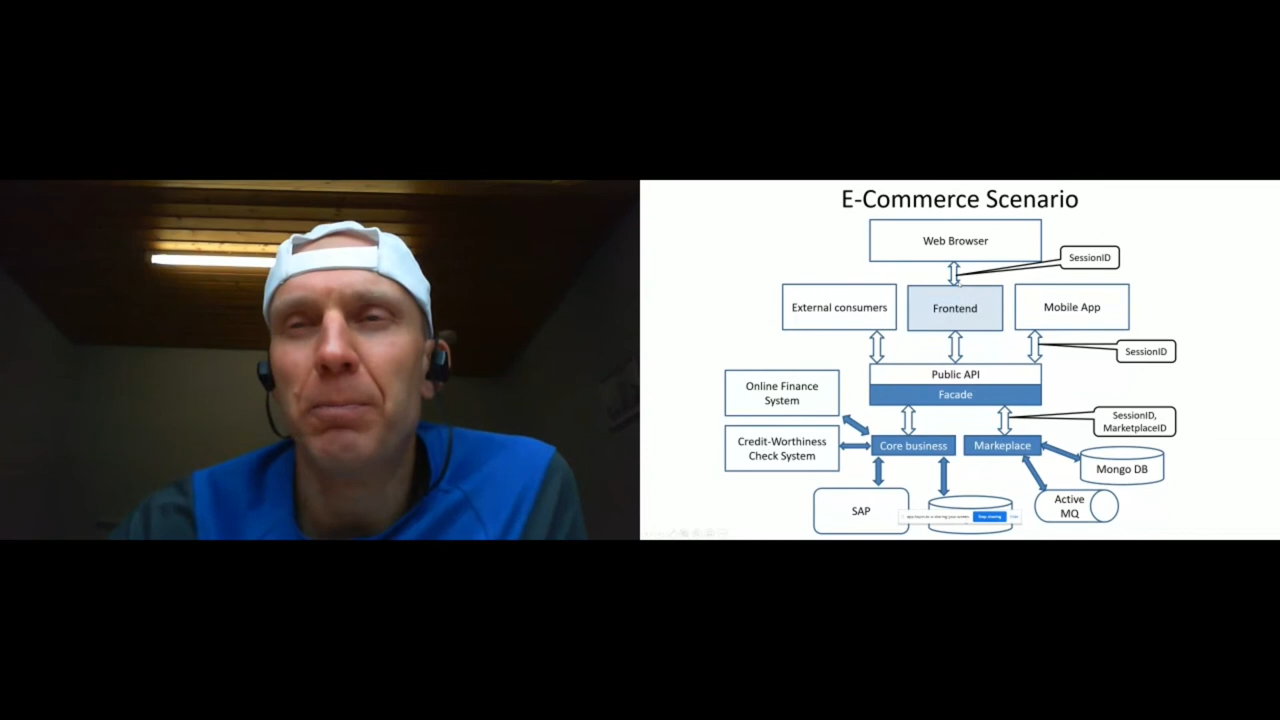 E-Commerce Scenario
Web Browser
SessionID
External consumers
Frontend
Mobile App
SessionID
Public API
Facade
Online Finance
System
SessionID,
MarketplaceID
Credit-Worthiness
Check System
Core business
Markeplace
Mongo DB
SAP
Active
MQ
Stop sharing